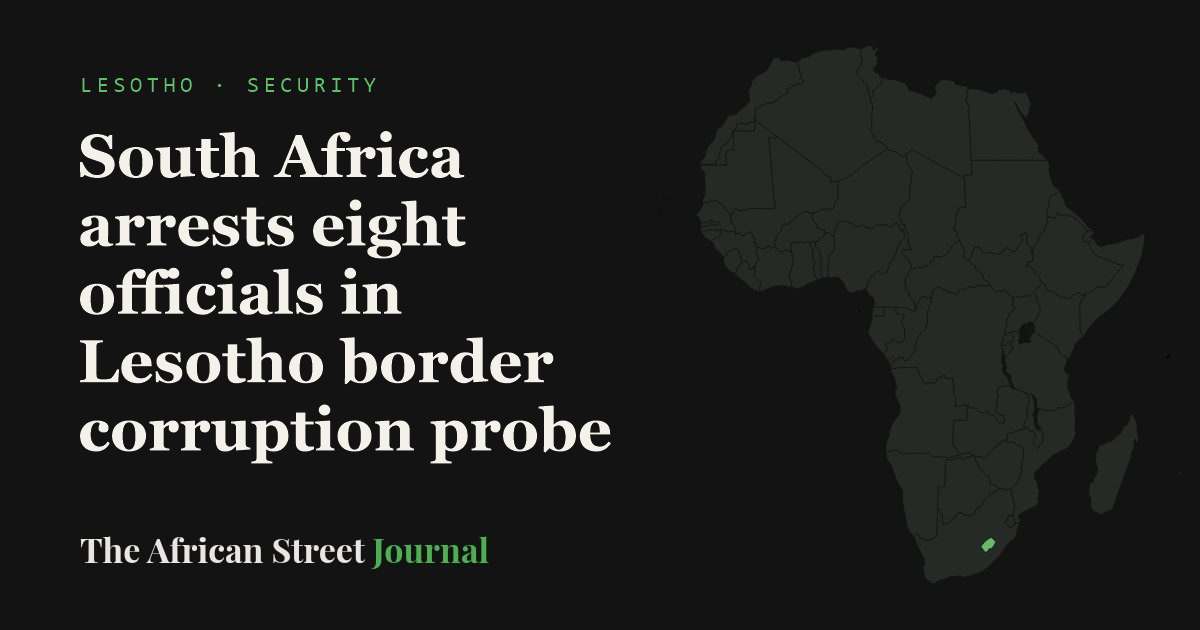 LESOTHO · SECURITY
South Africa
arrests eight
officials in
Lesotho border
corruption probe
The African Street Journal